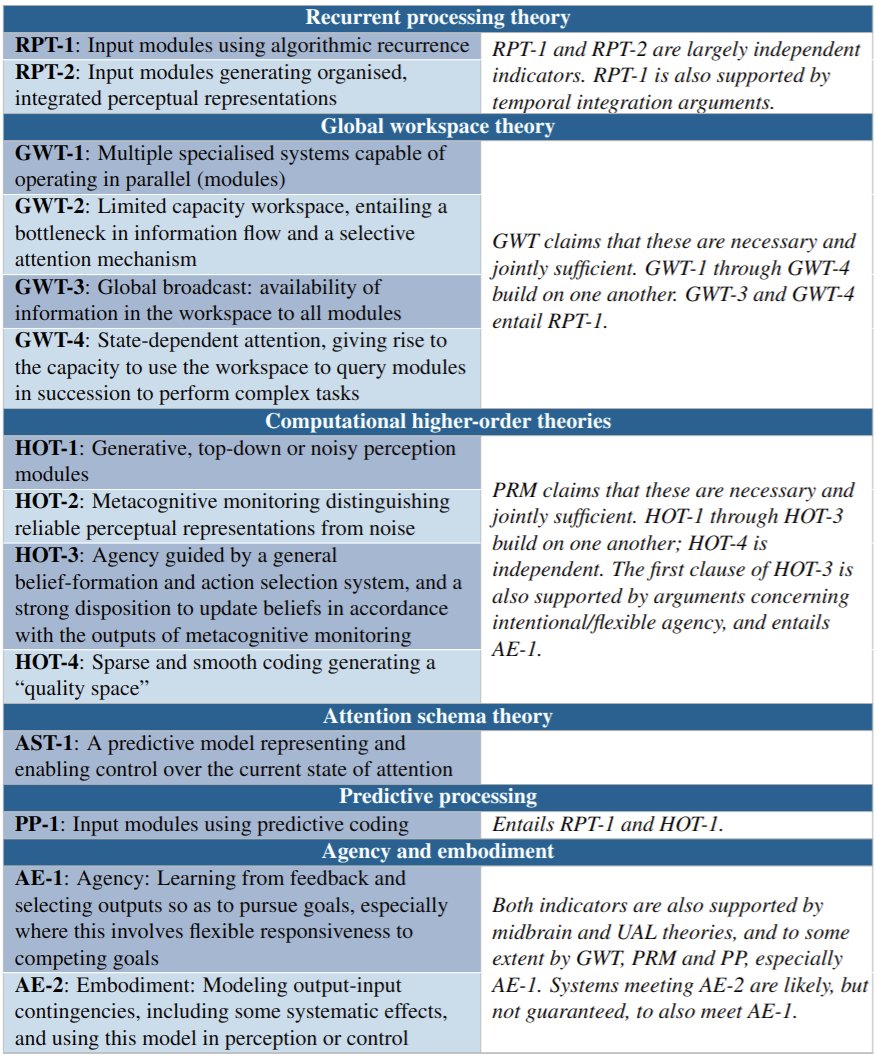 Recurrent processing theory
RPT-1: Input modules using algorithmic recurrence
RPT-2: Input modules generating organised,
integrated perceptual representations
RPT-1 and RPT-2 are largely independent
indicators. RPT-1 is also supported by
temporal integration arguments.
Global workspace theory
GWT-1: Multiple specialised systems capable of
operating in parallel (modules)
GWT-2: Limited capacity workspace, entailing a
bottleneck in information flow and a selective
attention mechanism
GWT-3: Global broadcast: availability of
information in the workspace to all modules
GWT-4: State-dependent attention, giving rise to
the capacity to use the workspace to query modules
in succession to perform complex tasks
GWT claims that these are necessary and
jointly sufficient. GWT-1 through GWT-4
build on one another. GWT-3 and GWT-4
entail RPT-1.
Computational higher-order theories
HOT-1: Generative, top-down or noisy perception
modules
HOT-2: Metacognitive monitoring distinguishing
reliable perceptual representations from noise
HOT-3: Agency guided by a general
belief-formation and action selection system, and a
strong disposition to update beliefs in accordance
with the outputs of metacognitive monitoring
HOT-4: Sparse and smooth coding generating a
“quality space”
PRM claims that these are necessary and
jointly sufficient. HOT-1 through HOT-3
build on one another; HOT-4 is
independent. The first clause of HOT-3 is
also supported by arguments concerning
intentional/flexible agency, and entails
AE-1.
Attention schema theory
AST-1: A predictive model representing and
enabling control over the current state of attention
Predictive processing
PP-1: Input modules using predictive coding
Entails RPT-1 and HOT-1.
Agency and embodiment
AE-1: Agency: Learning from feedback and
selecting outputs so as to pursue goals, especially
where this involves flexible responsiveness to
competing goals
AE-2: Embodiment: Modeling output-input
contingencies, including some systematic effects,
and using this model in perception or control
Both indicators are also supported by
midbrain and UAL theories, and to some
extent by GWT, PRM and PP, especially
AE-1. Systems meeting AE-2 are likely, but
not guaranteed, to also meet AE-1.